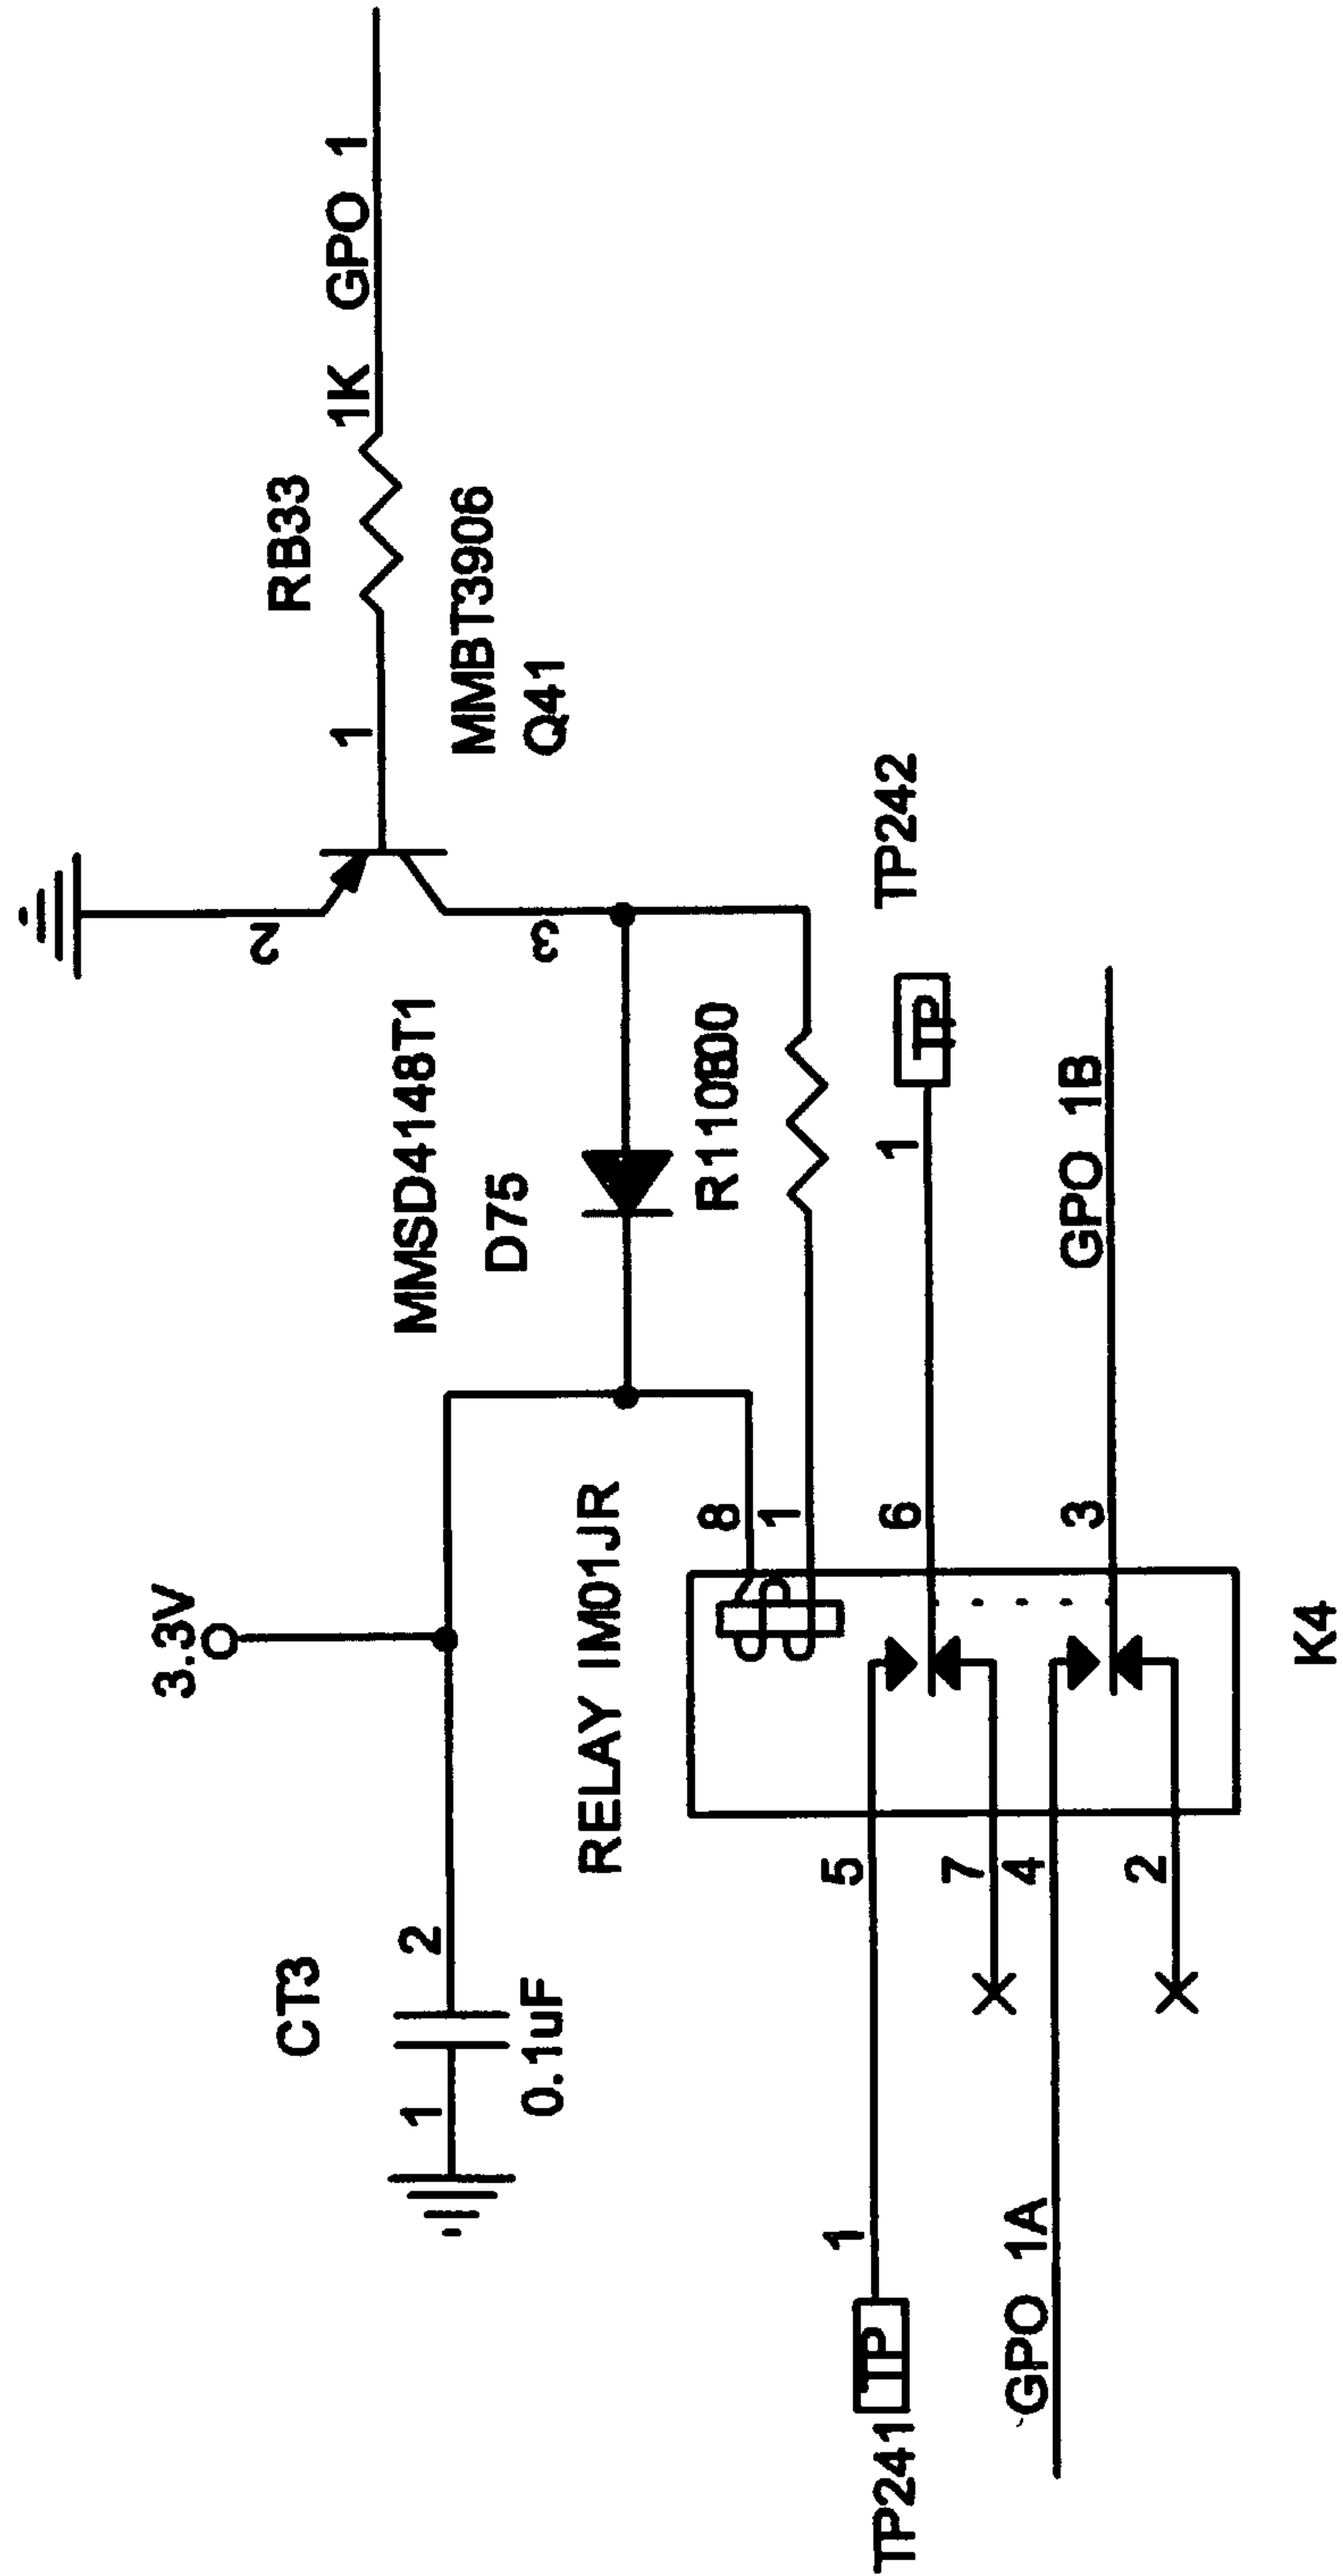 3.3V
2
CT3
RB33
1
1K GPO 1
1
2
MMSD4148T1
MMBT3906
0.1uF
D75
3
Q41
RELAY IM01JR
8
R110800
1
TP241
TP
1
5
6
1
TP
TP242
7
GPO 1A
4
3
GPO 1B
2
K4